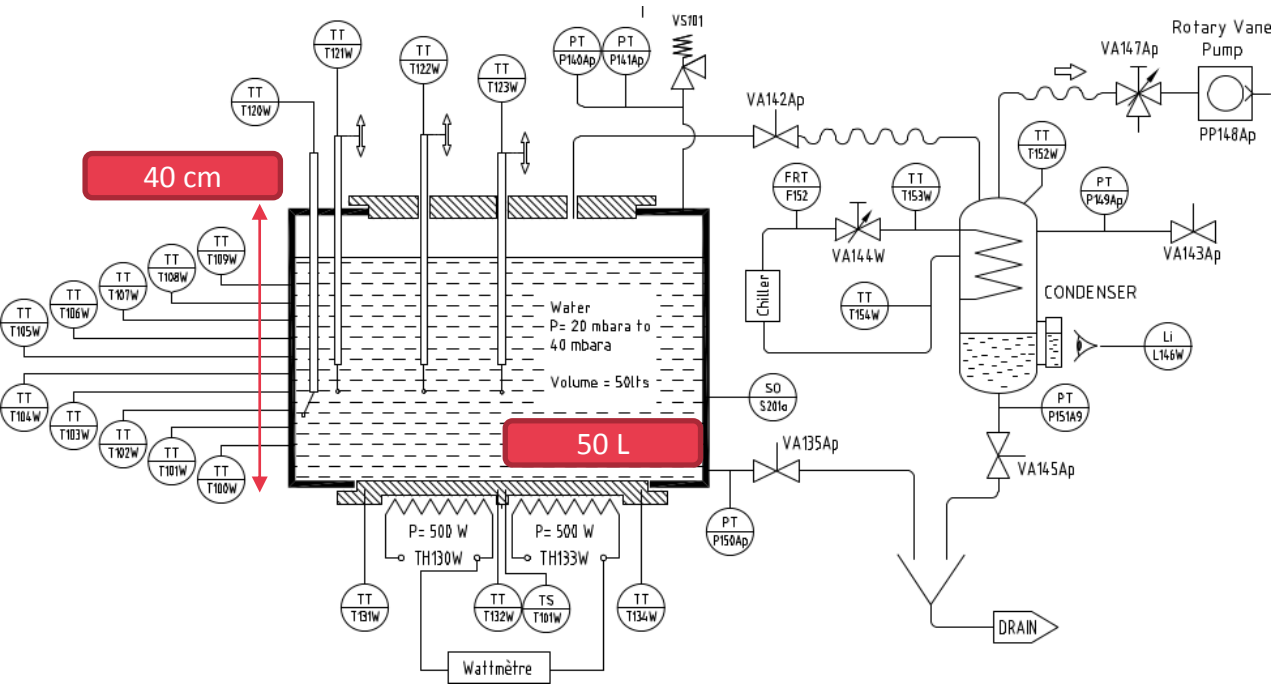 VS101
Rotary Vane
Pump
TT
T121W
TT
T122W
TT
T123W
PT
P140Ap
PT
P141Ap
VA147Ap
PP148Ap
TT
T120W
VA142Ap
TT
T152W
40 cm
FRT
F152
TT
T153W
PT
P149Ap
VA144W
VA143Ap
TT
T109W
TT
T108W
TT
T107W
TT
T106W
TT
T105W
TT
T104W
TT
T103W
TT
T102W
TT
T101W
TT
T100W
Water
P= 20 mbara to
40 mbara
Volume = 50lts
50 L
Chiller
TT
T154W
CONDENSER
Li
L146W
SO
S201a
PT
P151A9
VA135Ap
VA145Ap
PT
P150Ap
P= 500 W
TH130W
P= 500 W
TH133W
TT
T131W
TT
T132W
TS
T101W
TT
T134W
Wattmètre
DRAIN